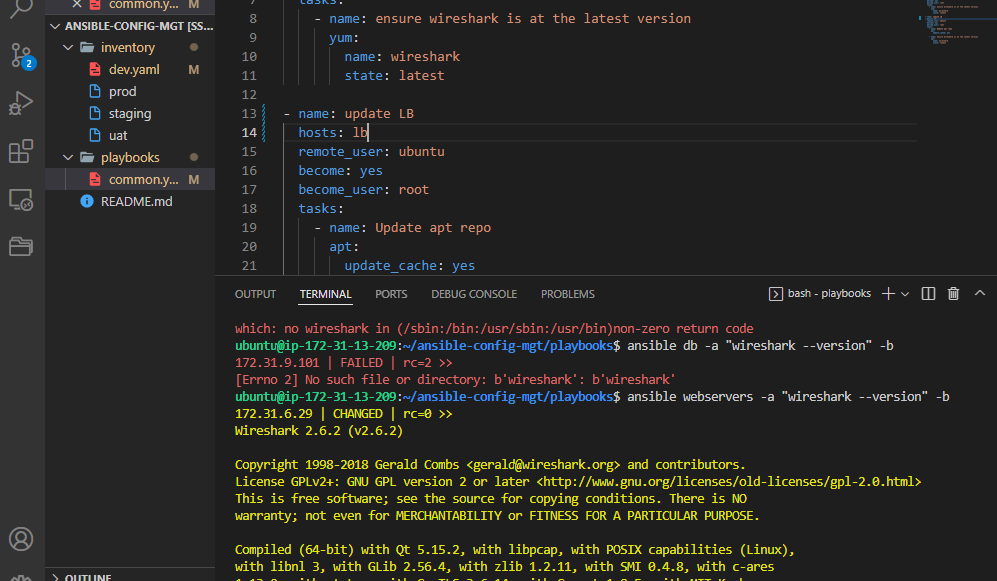 common.y... M
ANSIBLE-CONFIG-MGT [SS...
inventory
dev.yaml M
prod
staging
uat
playbooks
common.y... M
README.md
OUTLINE
2
7 tasks:
8 - name: ensure wireshark is at the latest version
9 yum:
10 name: wireshark
11 state: latest
12
13 - name: update LB
14 hosts: lb
15 remote_user: ubuntu
16 become: yes
17 become_user: root
18 tasks:
19 - name: Update apt repo
20 apt:
21 update_cache: yes
OUTPUT TERMINAL PORTS DEBUG CONSOLE PROBLEMS bash - playbooks
which: no wireshark in (/sbin:/bin:/usr/sbin:/usr/bin)non-zero return code
ubuntu@ip-172-31-13-209:~/ansible-config-mgt/playbooks$ ansible db -a "wireshark --version" -b
172.31.9.101 | FAILED | rc=2 >>
[Errno 2] No such file or directory: b'wireshark': b'wireshark'
ubuntu@ip-172-31-13-209:~/ansible-config-mgt/playbooks$ ansible webservers -a "wireshark --version" -b
172.31.6.29 | CHANGED | rc=0 >>
Wireshark 2.6.2 (v2.6.2)
Copyright 1998-2018 Gerald Combs <gerald@wireshark.org> and contributors.
License GPLv2+: GNU GPL version 2 or later <http://www.gnu.org/licenses/old-licenses/gpl-2.0.html>
This is free software; see the source for copying conditions. There is NO
warranty; not even for MERCHANTABILITY or FITNESS FOR A PARTICULAR PURPOSE.
Compiled (64-bit) with Qt 5.15.2, with libpcap, with POSIX capabilities (Linux),
with libnl 3, with GLib 2.56.4, with zlib 1.2.11, with SMI 0.4.8, with c-ares